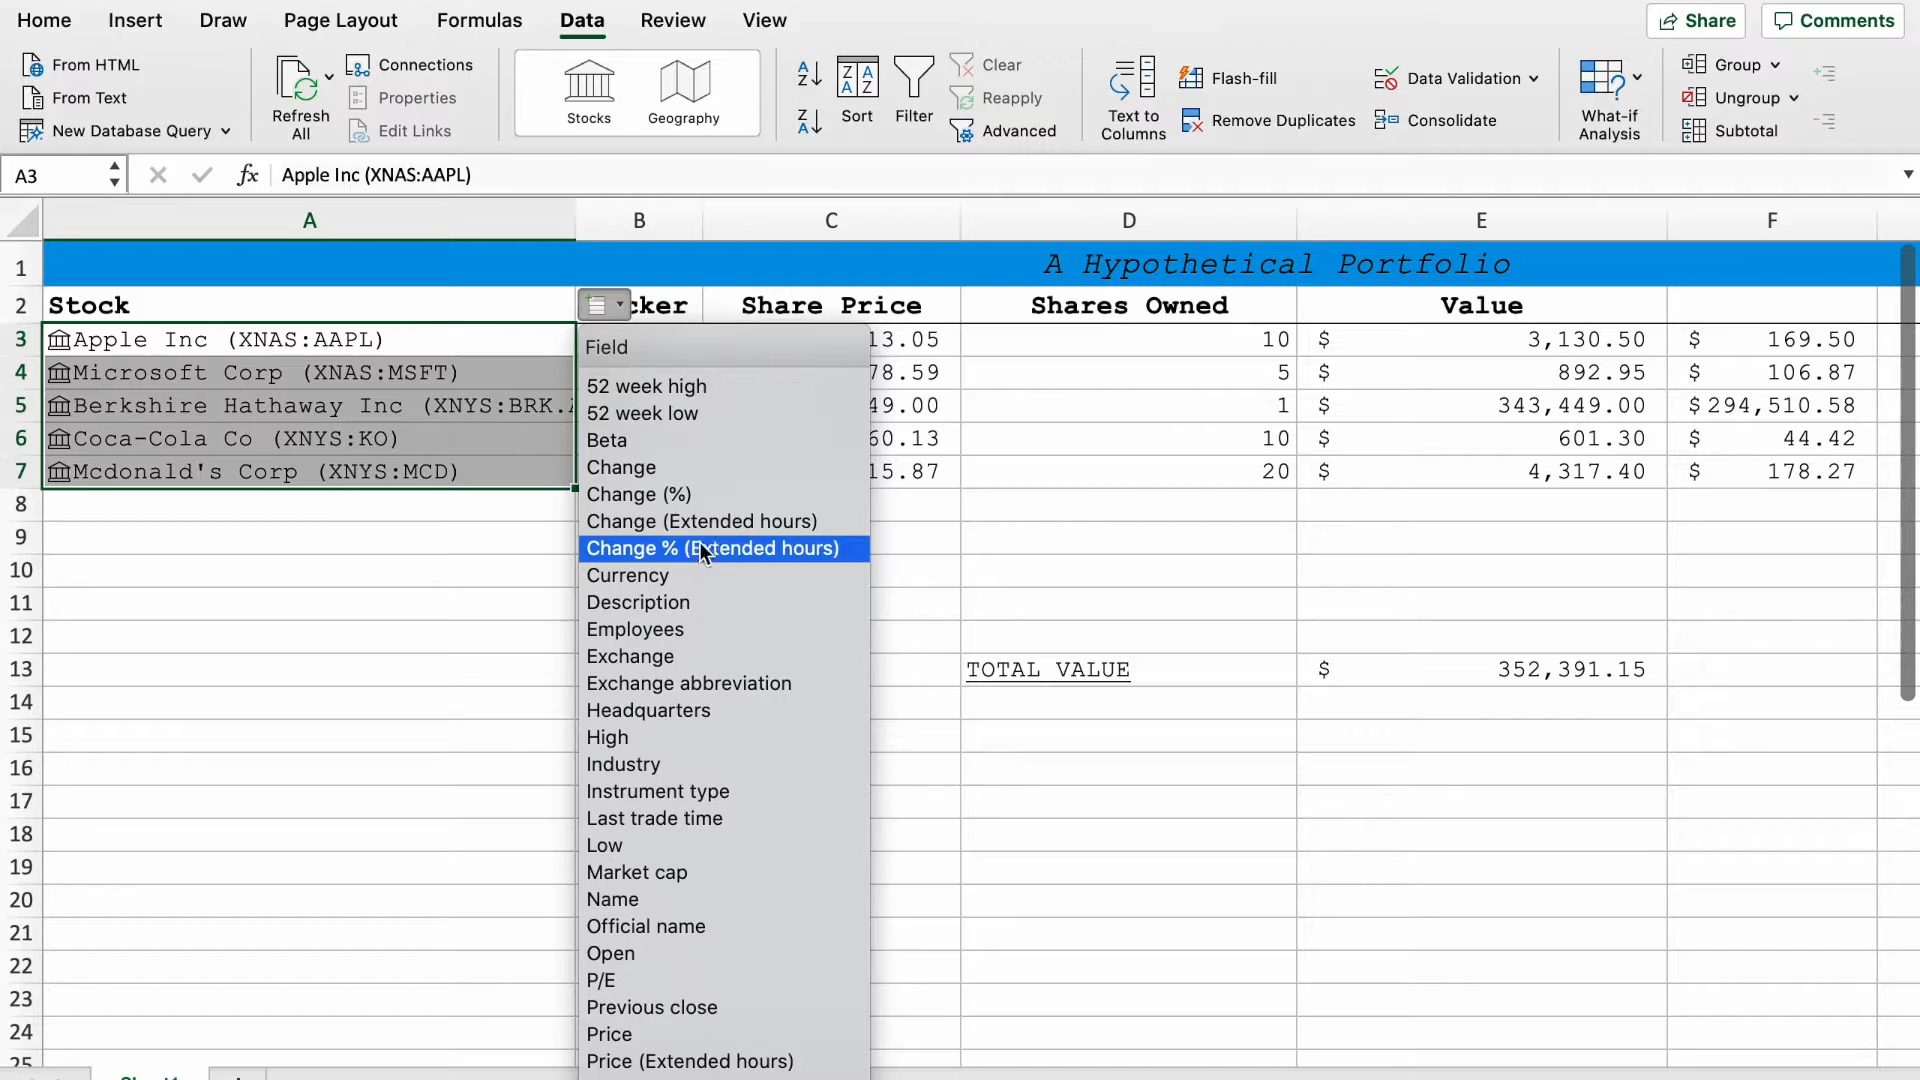 Home Insert Draw Page Layout Formulas Data Review View Share Comments
From HTML
From Text
New Database Query
Refresh All
Connections
Properties
Edit Links
Stocks
Geography
Sort
Filter
Clear
Reapply
Advanced
Text to Columns
Flash-fill
Remove Duplicates
Data Validation
Consolidate
What-if Analysis
Group
Ungroup
Subtotal
A3 fx Apple Inc (XNAS:AAPL)
A B C D E F
1 A Hypothetical Portfolio
2 Stock cker Share Price Shares Owned Value
3 Apple Inc (XNAS:AAPL) 13.05 10 $ 3,130.50 $ 169.50
4 Microsoft Corp (XNAS:MSFT) 78.59 5 $ 892.95 $ 106.87
5 Berkshire Hathaway Inc (XNYS:BRK. 49.00 1 $ 343,449.00 $ 294,510.58
6 Coca-Cola Co (XNYS:KO) 60.13 10 $ 601.30 $ 44.42
7 Mcdonald's Corp (XNYS:MCD) 15.87 20 $ 4,317.40 $ 178.27
8
9
10
11
12
13 TOTAL VALUE $ 352,391.15
14
15
16
17
18
19
20
21
22
23
24
25
Field
52 week high
52 week low
Beta
Change
Change (%)
Change (Extended hours)
Change % (Extended hours)
Currency
Description
Employees
Exchange
Exchange abbreviation
Headquarters
High
Industry
Instrument type
Last trade time
Low
Market cap
Name
Official name
Open
P/E
Previous close
Price
Price (Extended hours)